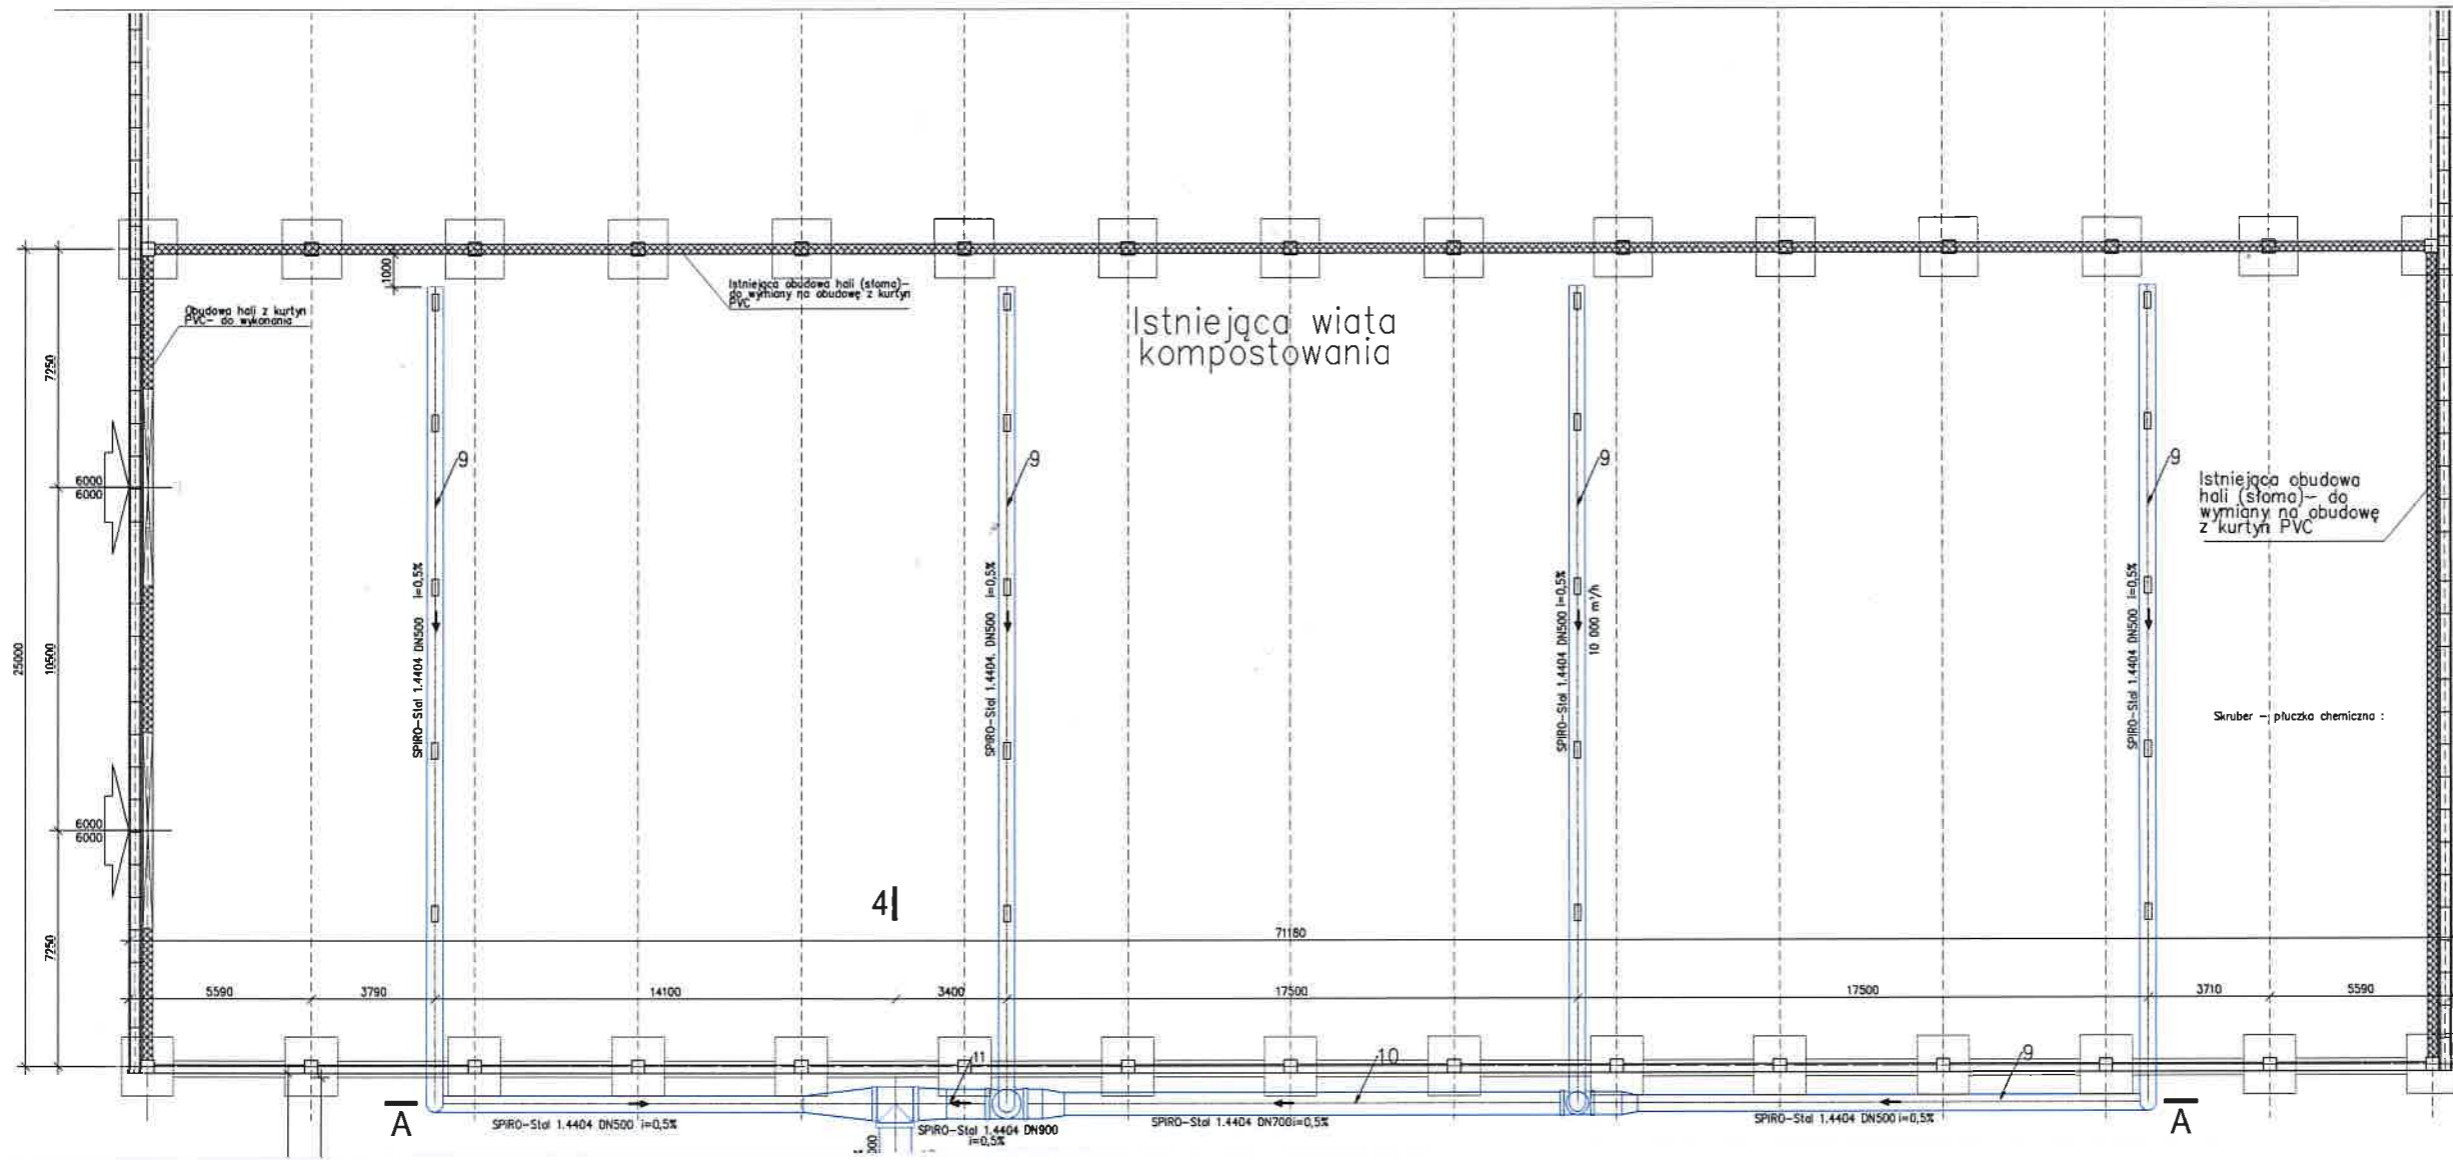 1000
Istniejąca obudowa hali (słoma)–
do wymiany na obudowę z kurtyn
PVC
Obudowa hali z kurtyn
PVC– do wykonania
Istniejąca wiata
kompostowania
7250
9
9
9
9
6000
6000
Istniejąca obudowa
hali (słoma)– do
wymiany na obudowę
z kurtyn PVC
SPIRO–Stal 1.4404 DN500 i=0,5%
SPIRO–Stal 1.4404. DN500 i=0,5%
SPIRO–Stal 1.4404 DN500 i=0,5%
10 000 m³/h
SPIRO–Stal 1.4404 DN500 i=0,5%
25000
10500
Skruber – płuczka chemiczna :
6000
6000
4
71180
7250
5590
3790
14100
3400
17500
17500
3710
5590
11
10
9
A
SPIRO–Stal 1.4404 DN500 i=0,5%
SPIRO–Stal 1.4404 DN900
i=0,5%
SPIRO–Stal 1.4404 DN700i=0,5%
SPIRO–Stal 1.4404 DN500 i=0,5%
A